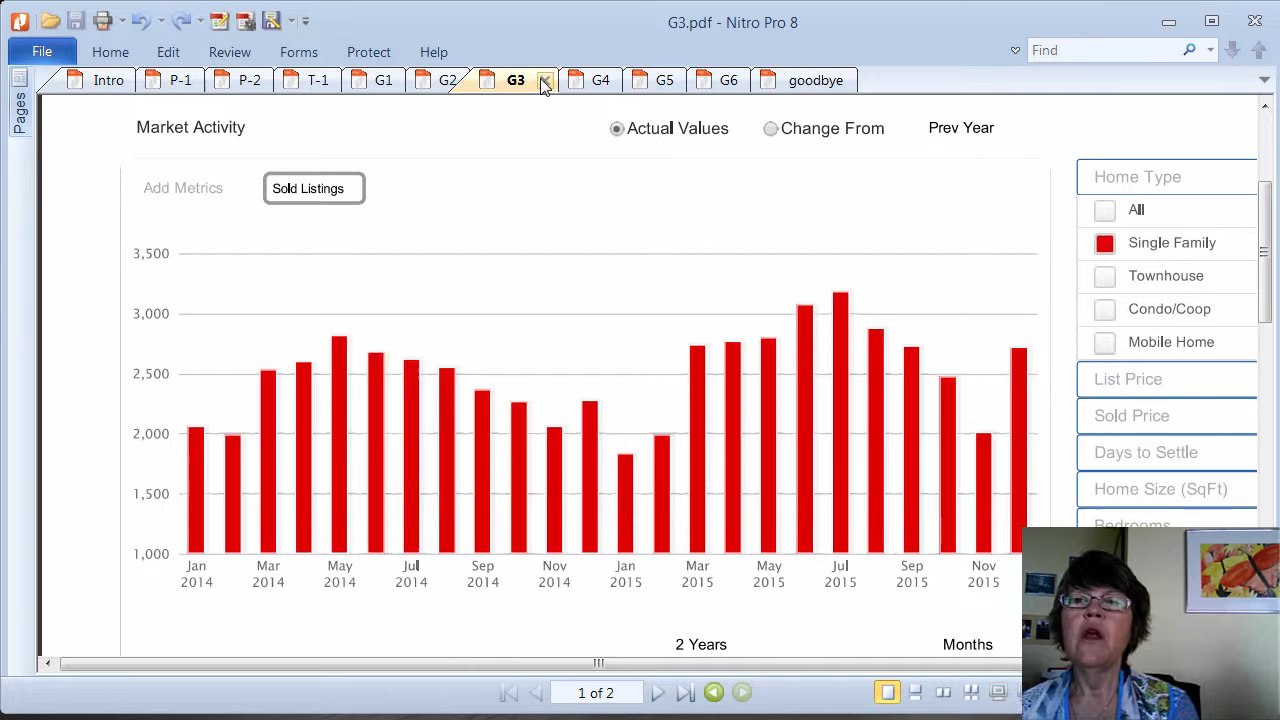 G3.pdf - Nitro Pro 8
File Home Edit Review Forms Protect Help Find
Intro P-1 P-2 T-1 G1 G2 G3 G4 G5 G6 goodbye
Pages
Market Activity Actual Values Change From Prev Year
Add Metrics Sold Listings
Home Type
All
Single Family
Townhouse
Condo/Coop
Mobile Home
List Price
Sold Price
Days to Settle
Home Size (SqFt)
Bedrooms
3,500
3,000
2,500
2,000
1,500
1,000
Jan Mar May Jul Sep Nov Jan Mar May Jul Sep Nov
2014 2014 2014 2014 2014 2014 2015 2015 2015 2015 2015 2015
2 Years Months
1 of 2